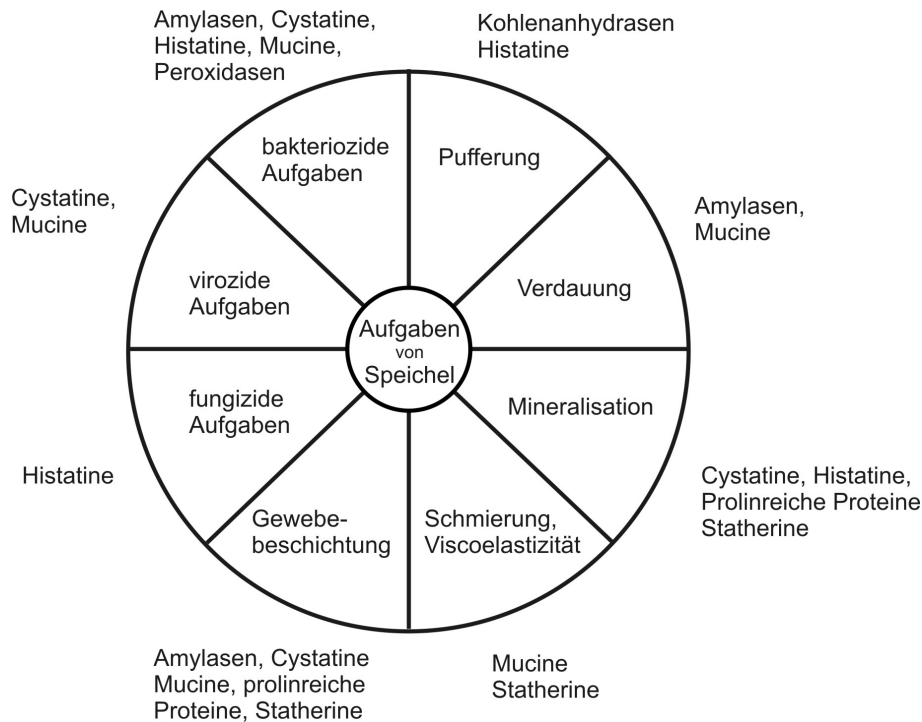 Amylasen, Cystatine,
Histatine, Mucine,
Peroxidasen
Kohlenanhydrasen
Histatine
bakteriozide
Aufgaben
Pufferung
Cystatine,
Mucine
Amylasen,
Mucine
virozide
Aufgaben
Verdauung
Aufgaben
von
Speichel
fungizide
Aufgaben
Mineralisation
Histatine
Cystatine, Histatine,
Prolinreiche Proteine
Statherine
Gewebe-
beschichtung
Schmierung,
Viscoelastizität
Amylasen, Cystatine
Mucine, prolinreiche
Proteine, Statherine
Mucine
Statherine